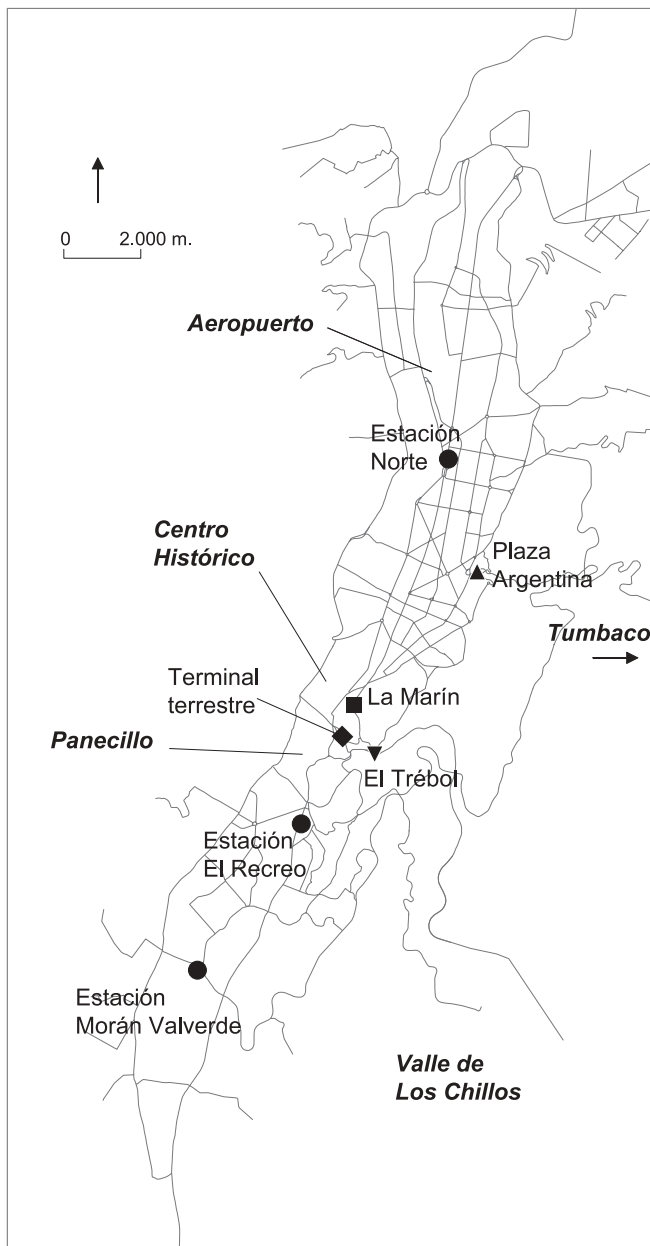 0 2.000 m.
Aeropuerto
Estación
Norte
Centro
Histórico
Plaza
Argentina
Tumbaco
Terminal
terrestre
La Marín
Panecillo
El Trébol
Estación
El Recreo
Estación
Morán Valverde
Valle de
Los Chillos